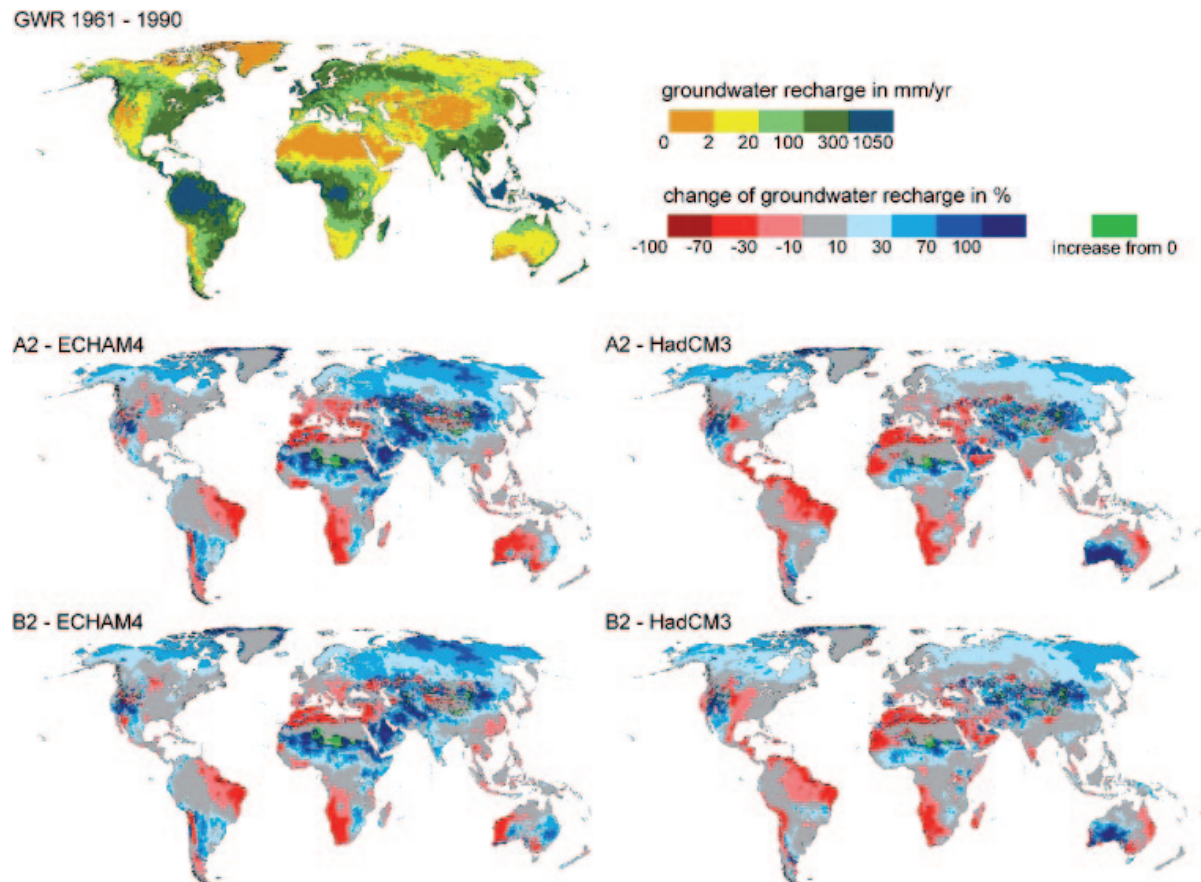 GWR 1961 - 1990
groundwater recharge in mm/yr
0 2 20 100 300 1050
change of groundwater recharge in %
-100 -70 -30 -10 10 30 70 100
increase from 0
A2 - ECHAM4
A2 - HadCM3
B2 - ECHAM4
B2 - HadCM3